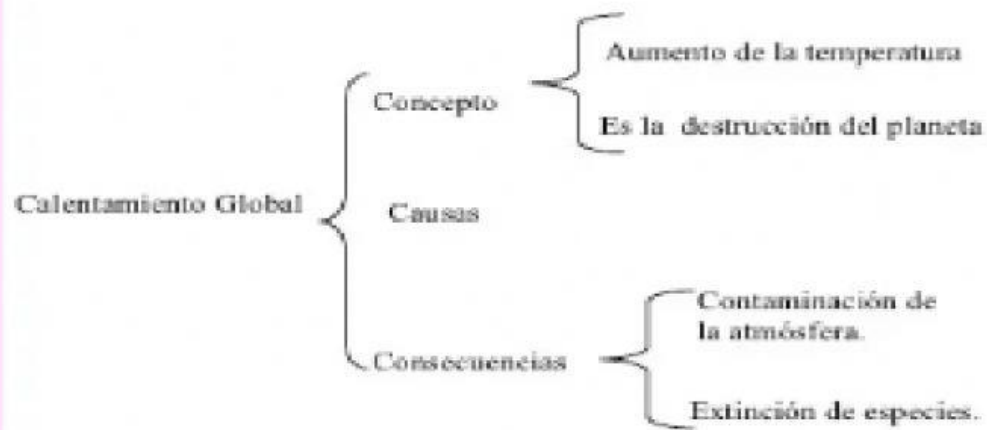 Calentamiento Global
Concepto
Aumento de la temperatura
Es la destrucción del planeta
Causas
Consecuencias
Contaminación de
la atmósfera.
Extinción de especies.